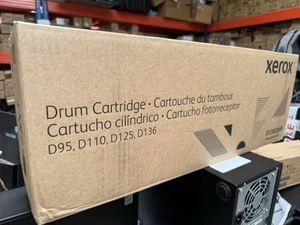 xerox
Drum Cartridge • Cartouche du tambour
Cartucho cilíndrico • Cartucho fotorreceptor
D95, D110, D125, D136